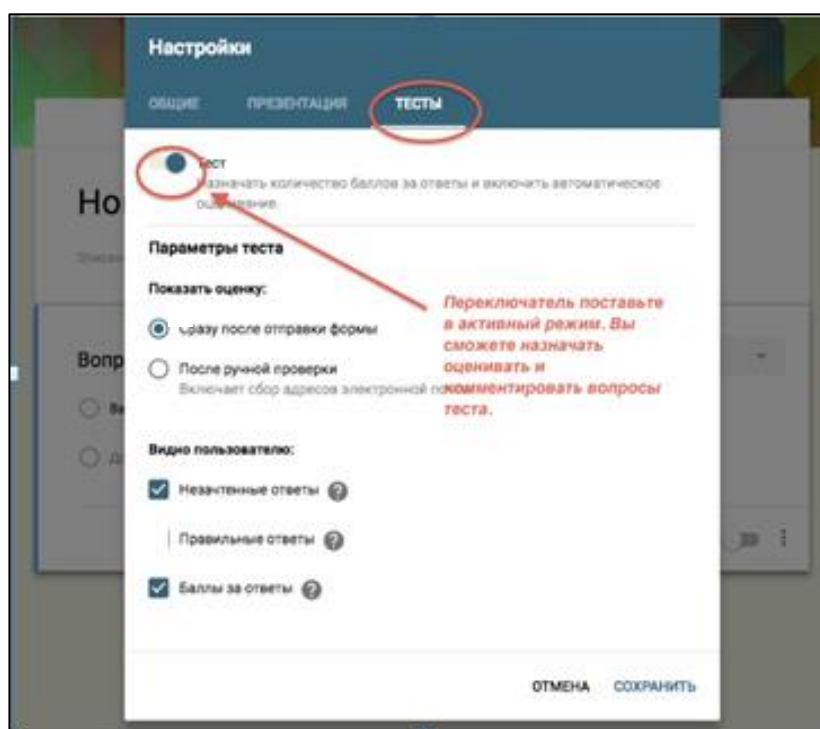 Настройки
ОБЩИЕ ПРЕЗЕНТАЦИЯ ТЕСТЫ
Тест
Назначать количество баллов за ответы и включить автоматическое
оценивание.
Но
Параметры теста
Показать оценку:
Сразу после отправки формы
Переключатель поставьте
в активный режим. Вы
сможете назначать
оценивать и
комментировать вопросы
теста.
Вопр
После ручной проверки
Включает сбор адресов электронной
Видно пользователю:
Незачтенные ответы ?
Правильные ответы ?
Баллы за ответы ?
ОТМЕНА СОХРАНИТЬ